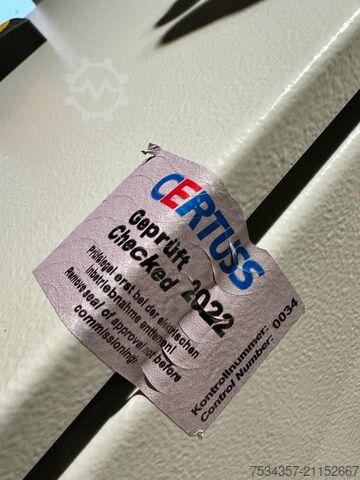 CERTUSS
Geprüft
Checked 2022
Prüfsiegel erst bei der elektrischen
Inbetriebnahme entfernen!
Remove seal of approval not before
commissioning!
Kontrollnummer: 0034
Control Number: 0034
7534357-21152667